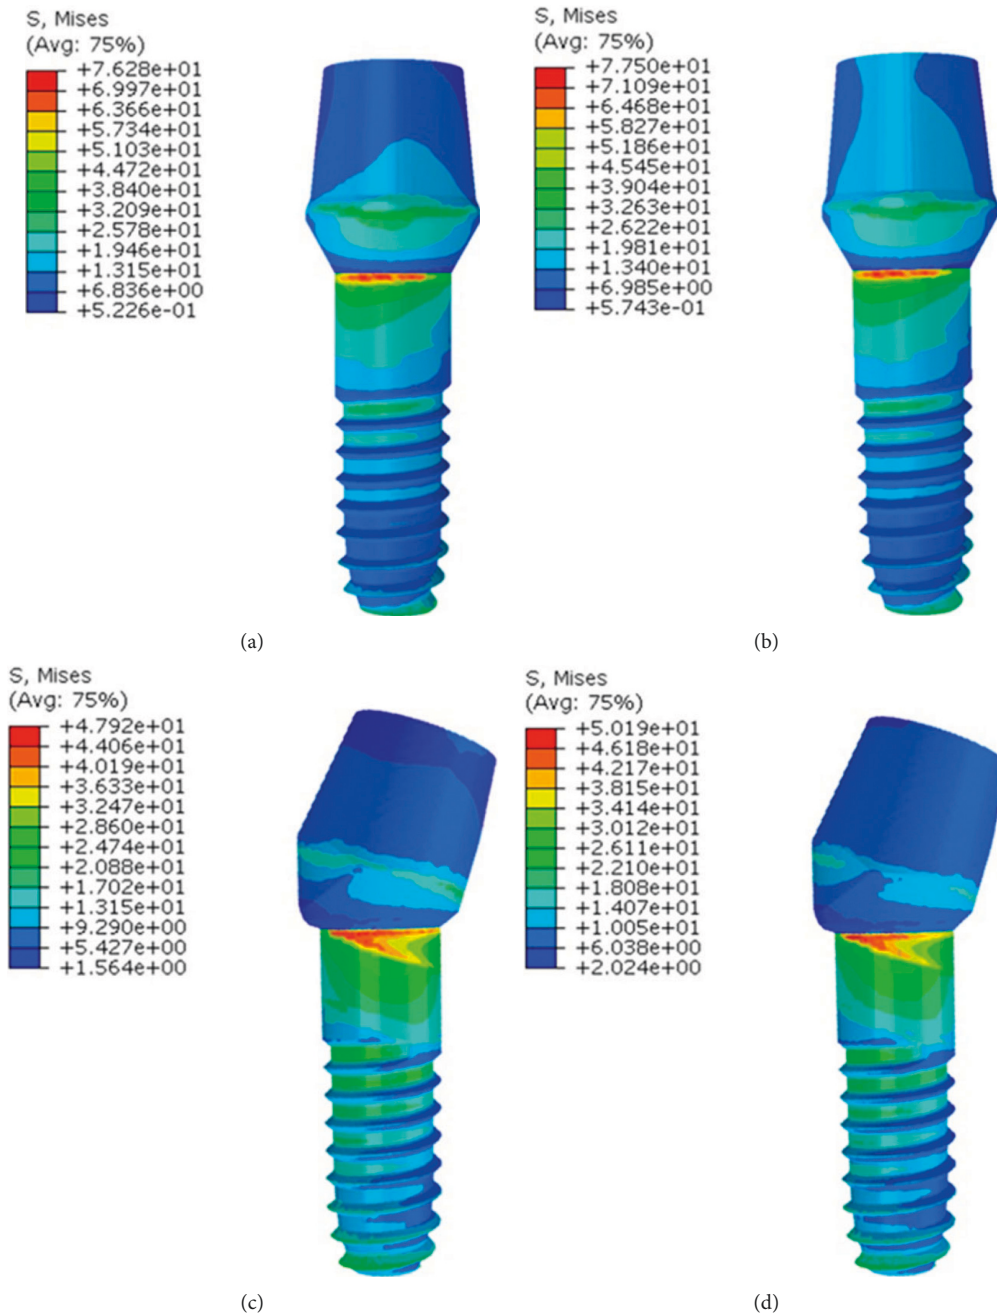 S, Mises
(Avg: 75%)
+7.628e+01
+6.997e+01
+6.366e+01
+5.734e+01
+5.103e+01
+4.472e+01
+3.840e+01
+3.209e+01
+2.578e+01
+1.946e+01
+1.315e+01
+6.836e+00
+5.226e-01
(a)
S, Mises
(Avg: 75%)
+7.750e+01
+7.109e+01
+6.468e+01
+5.827e+01
+5.186e+01
+4.545e+01
+3.904e+01
+3.263e+01
+2.622e+01
+1.981e+01
+1.340e+01
+6.985e+00
+5.743e-01
(b)
S, Mises
(Avg: 75%)
+4.792e+01
+4.406e+01
+4.019e+01
+3.633e+01
+3.247e+01
+2.860e+01
+2.474e+01
+2.088e+01
+1.702e+01
+1.315e+01
+9.290e+00
+5.427e+00
+1.564e+00
(c)
S, Mises
(Avg: 75%)
+5.019e+01
+4.618e+01
+4.217e+01
+3.815e+01
+3.414e+01
+3.012e+01
+2.611e+01
+2.210e+01
+1.808e+01
+1.407e+01
+1.005e+01
+6.038e+00
+2.024e+00
(d)